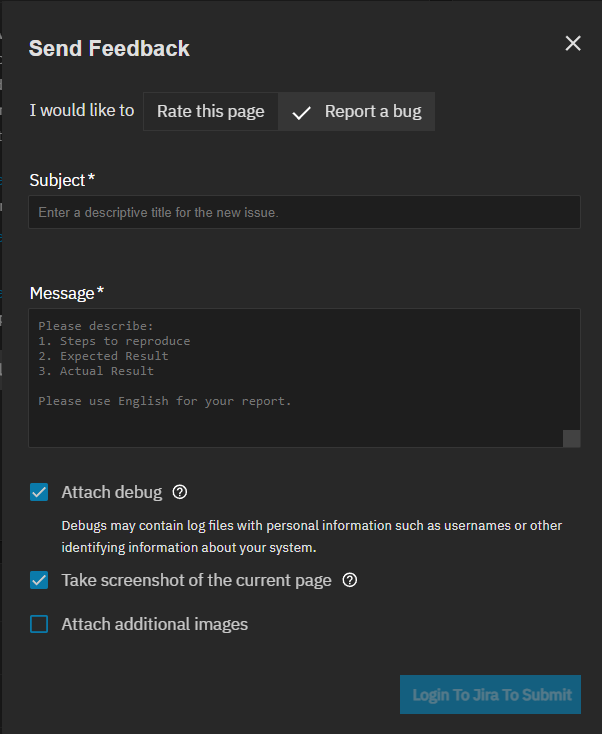 Send Feedback
I would like to Rate this page Report a bug
Subject*
Enter a descriptive title for the new issue.
Message*
Please describe:
1. Steps to reproduce
2. Expected Result
3. Actual Result
Please use English for your report.
Attach debug
Debugs may contain log files with personal information such as usernames or other
identifying information about your system.
Take screenshot of the current page
Attach additional images
Login To Jira To Submit